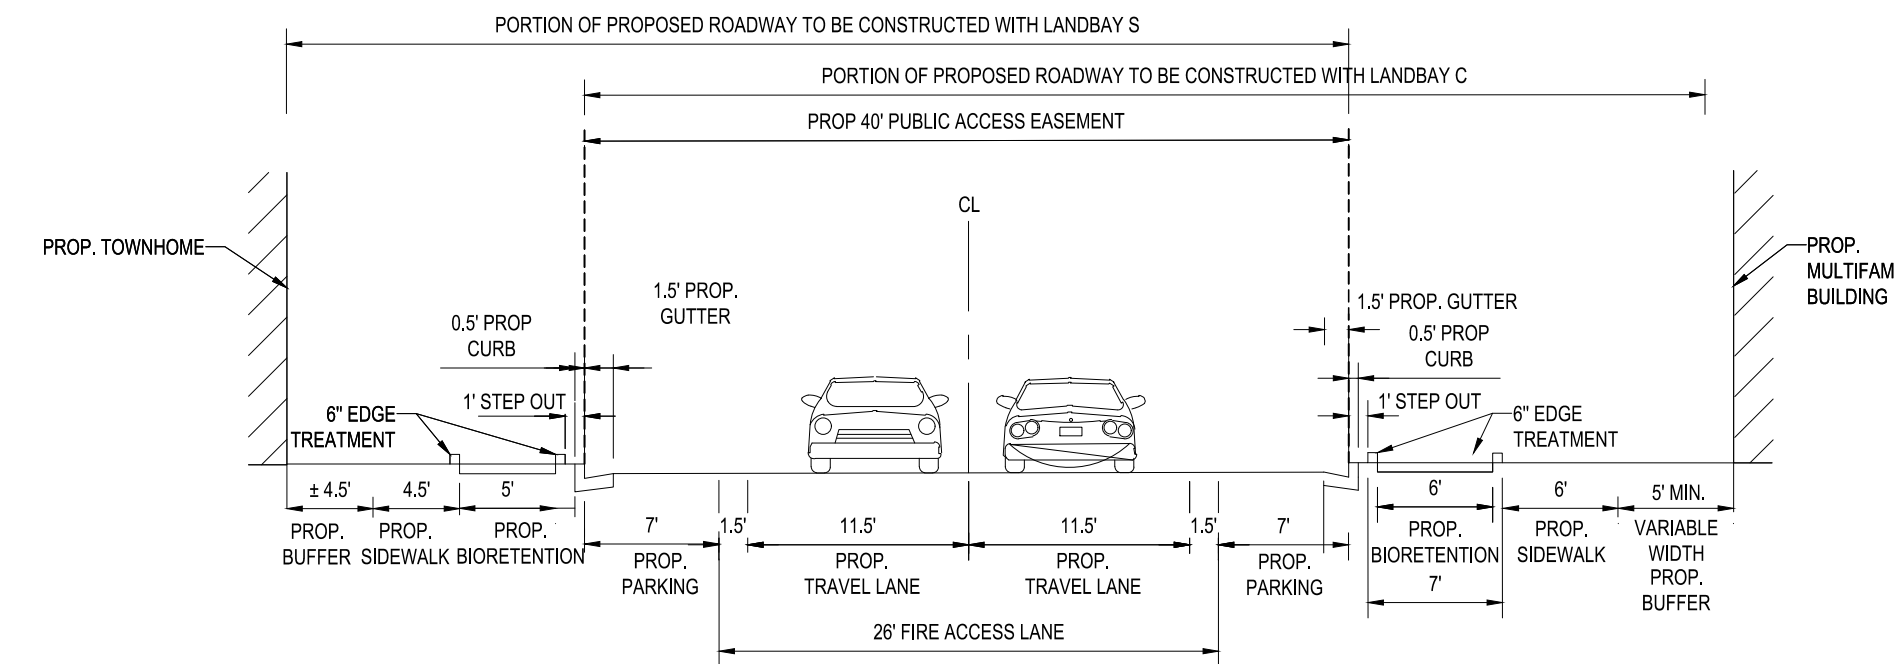 PORTION OF PROPOSED ROADWAY TO BE CONSTRUCTED WITH LANDBAY S
PORTION OF PROPOSED ROADWAY TO BE CONSTRUCTED WITH LANDBAY C
PROP 40' PUBLIC ACCESS EASEMENT
CL
PROP. TOWNHOME
PROP.
MULTIFAM
BUILDING
1.5' PROP.
GUTTER
0.5' PROP
CURB
1' STEP OUT
6" EDGE
TREATMENT
1.5' PROP. GUTTER
0.5' PROP
CURB
1' STEP OUT
6" EDGE
TREATMENT
± 4.5'
PROP.
BUFFER
4.5'
PROP.
SIDEWALK
5'
PROP.
BIORETENTION
7'
PROP.
PARKING
1.5'
11.5'
PROP.
TRAVEL LANE
11.5'
PROP.
TRAVEL LANE
1.5'
7'
PROP.
PARKING
6'
PROP.
BIORETENTION
7'
6'
PROP.
SIDEWALK
5' MIN.
VARIABLE
WIDTH
PROP.
BUFFER
26' FIRE ACCESS LANE